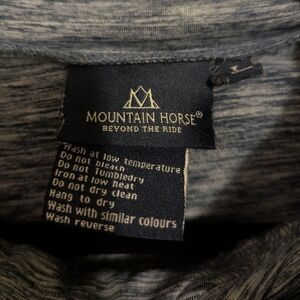 MOUNTAIN HORSE®
BEYOND THE RIDE
Wash at low temperature
Do not bleach
Do not Tumbledry
Iron at low heat
Do not dry clean
Hang to dry
Wash with similar colours
Wash reverse